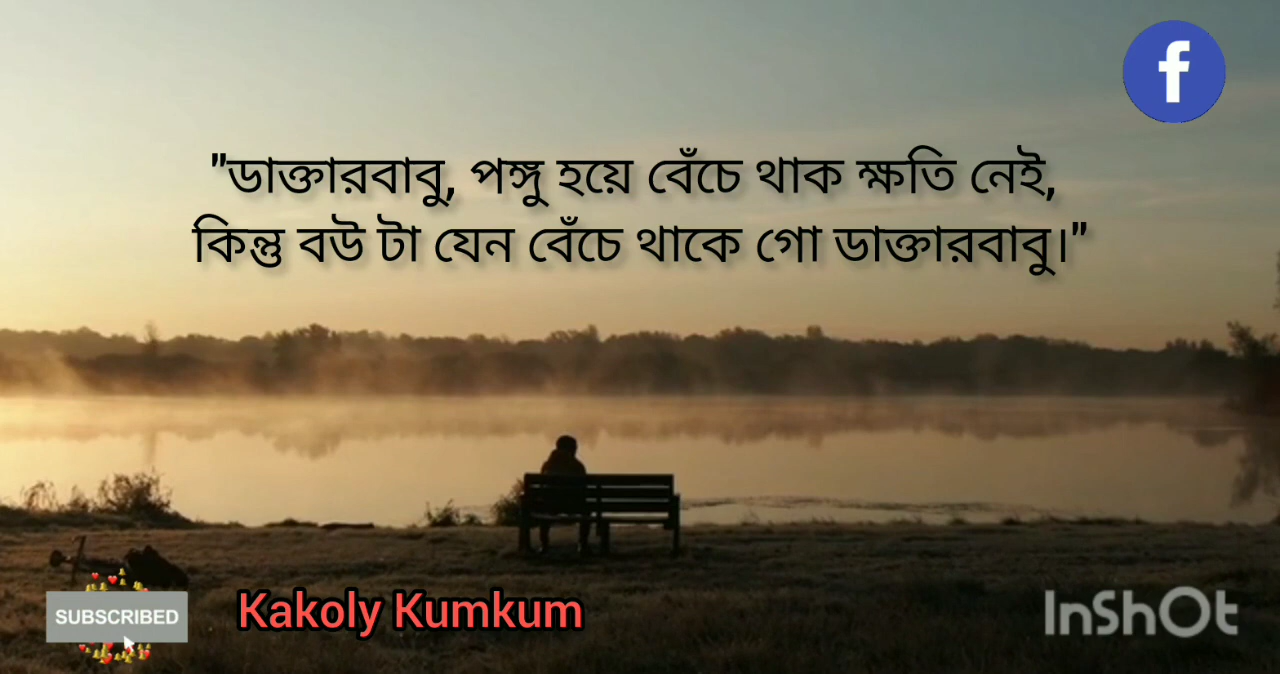 "ডাক্তারবাবু, পঙ্গু হয়ে বেঁচে থাক ক্ষতি নেই,
কিন্তু বউ টা যেন বেঁচে থাকে গো ডাক্তারবাবু।"
SUBSCRIBED
Kakoly Kumkum
InShOt